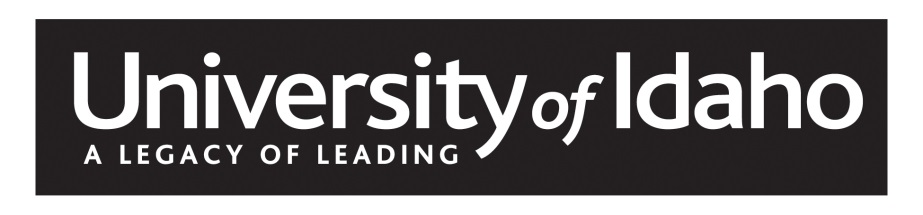 University of Idaho
A LEGACY OF LEADING